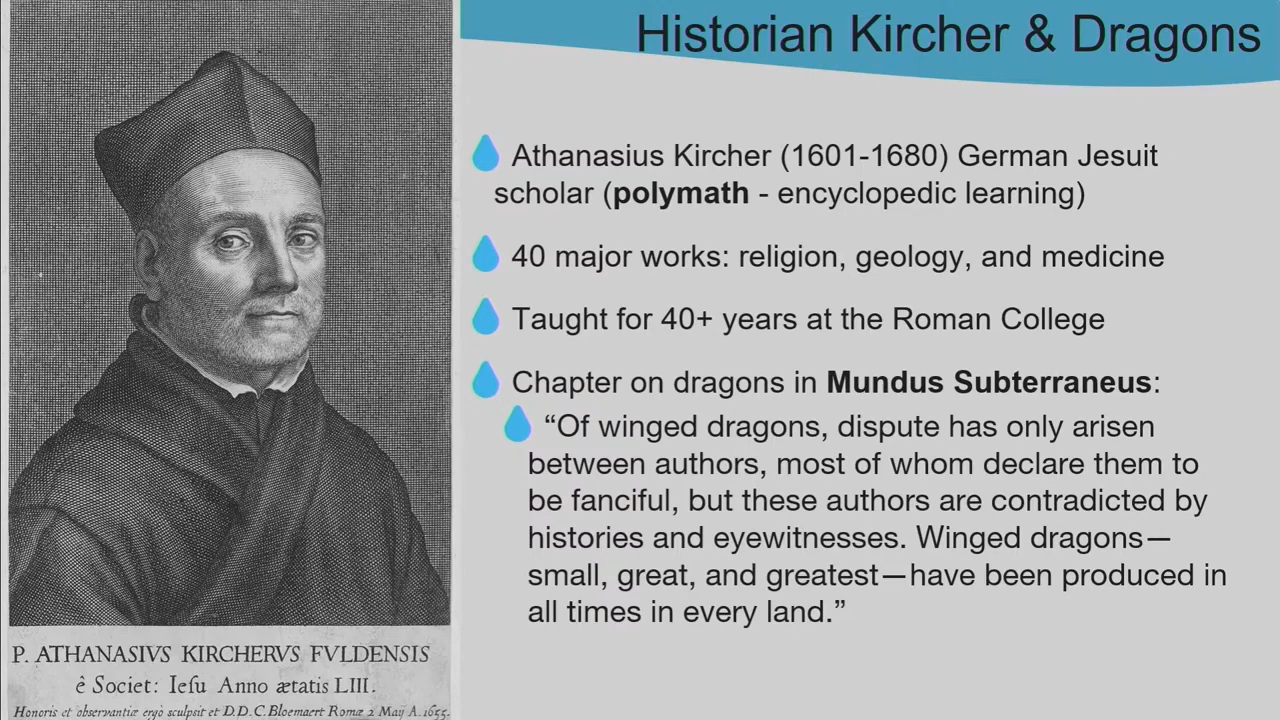 Historian Kircher & Dragons
Athanasius Kircher (1601-1680) German Jesuit
scholar (polymath - encyclopedic learning)
40 major works: religion, geology, and medicine
Taught for 40+ years at the Roman College
Chapter on dragons in Mundus Subterraneus:
“Of winged dragons, dispute has only arisen
between authors, most of whom declare them to
be fanciful, but these authors are contradicted by
histories and eyewitnesses. Winged dragons—
small, great, and greatest—have been produced in
all times in every land.”
P. ATHANASIVS KIRCHERVS FVLDENSIS
è Societ: Iesu Anno ætatis LIII.
Honoris et observantiæ ergò sculpsit et D.D. C. Bloemaert Romæ 2 Maÿ A. 1655.